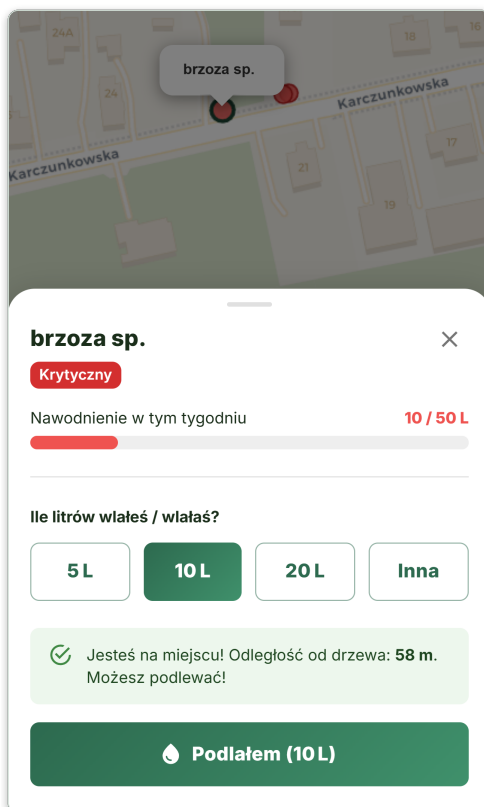 24A
18
16
brzoza sp.
24
Karczunkowska
17
Karczunkowska
21
19
brzoza sp.
Krytyczny
Nawodnienie w tym tygodniu 10 / 50 L
Ile litrów wlałeś / wlałaś?
5 L 10 L 20 L Inna
Jesteś na miejscu! Odległość od drzewa: 58 m.
Możesz podlewać!
Podlałem (10 L)